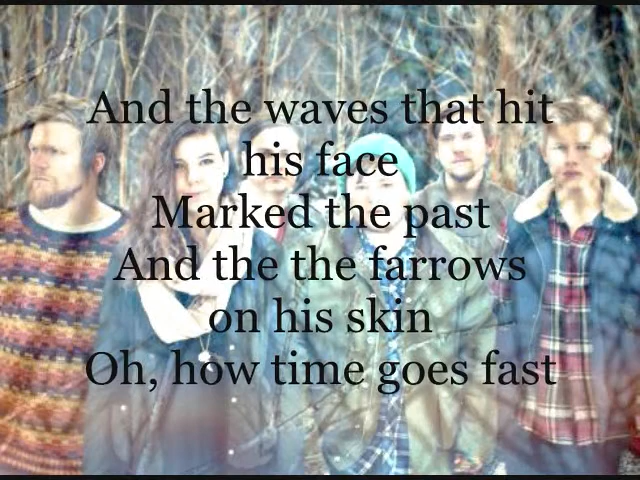 And the waves that hit
his face
Marked the past
And the the farrows
on his skin
Oh, how time goes fast